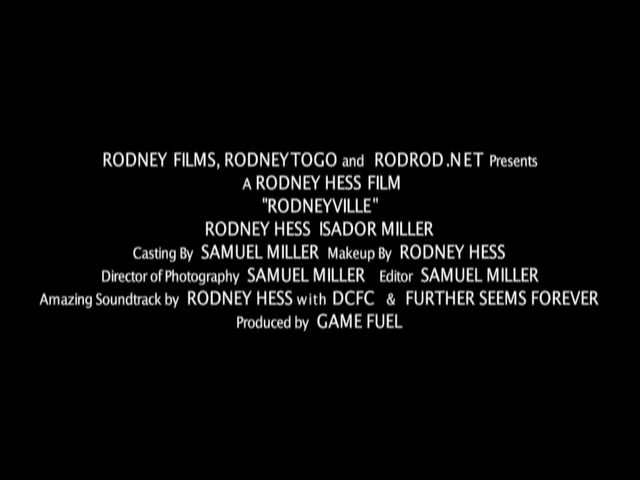 RODNEY FILMS, RODNEYTOGO and RODROD.NET Presents
A RODNEY HESS FILM
"RODNEYVILLE"
RODNEY HESS ISADOR MILLER
Casting By SAMUEL MILLER Makeup By RODNEY HESS
Director of Photography SAMUEL MILLER Editor SAMUEL MILLER
Amazing Soundtrack by RODNEY HESS with DCFC & FURTHER SEEMS FOREVER
Produced by GAME FUEL